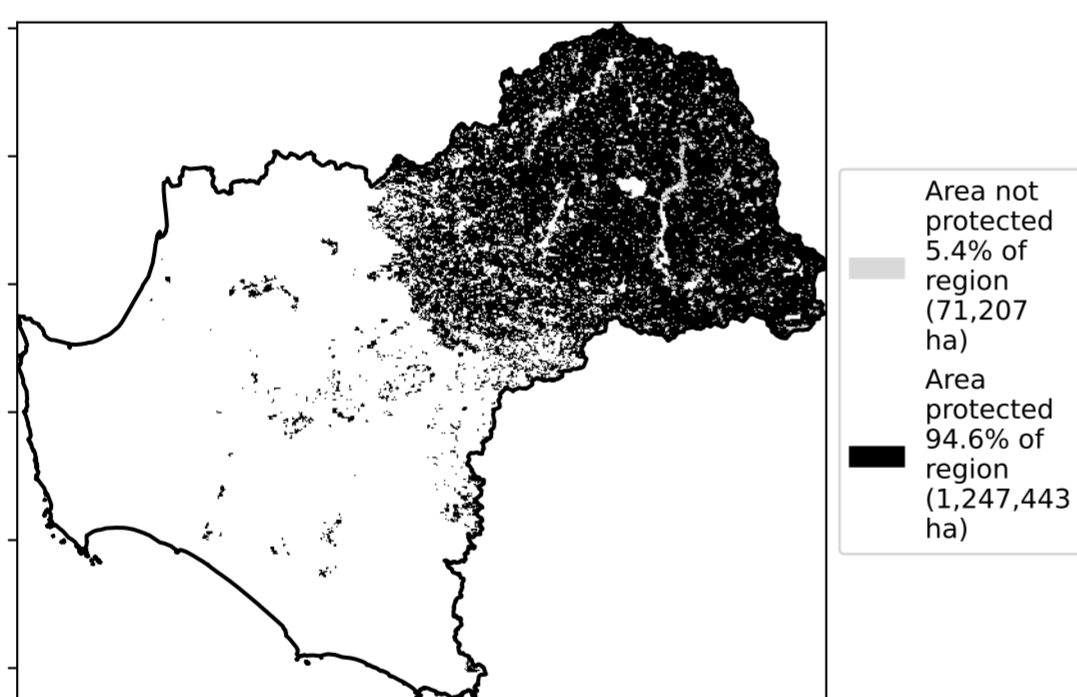 Area not
protected
5.4% of
region
(71,207
ha)
Area
protected
94.6% of
region
(1,247,443
ha)